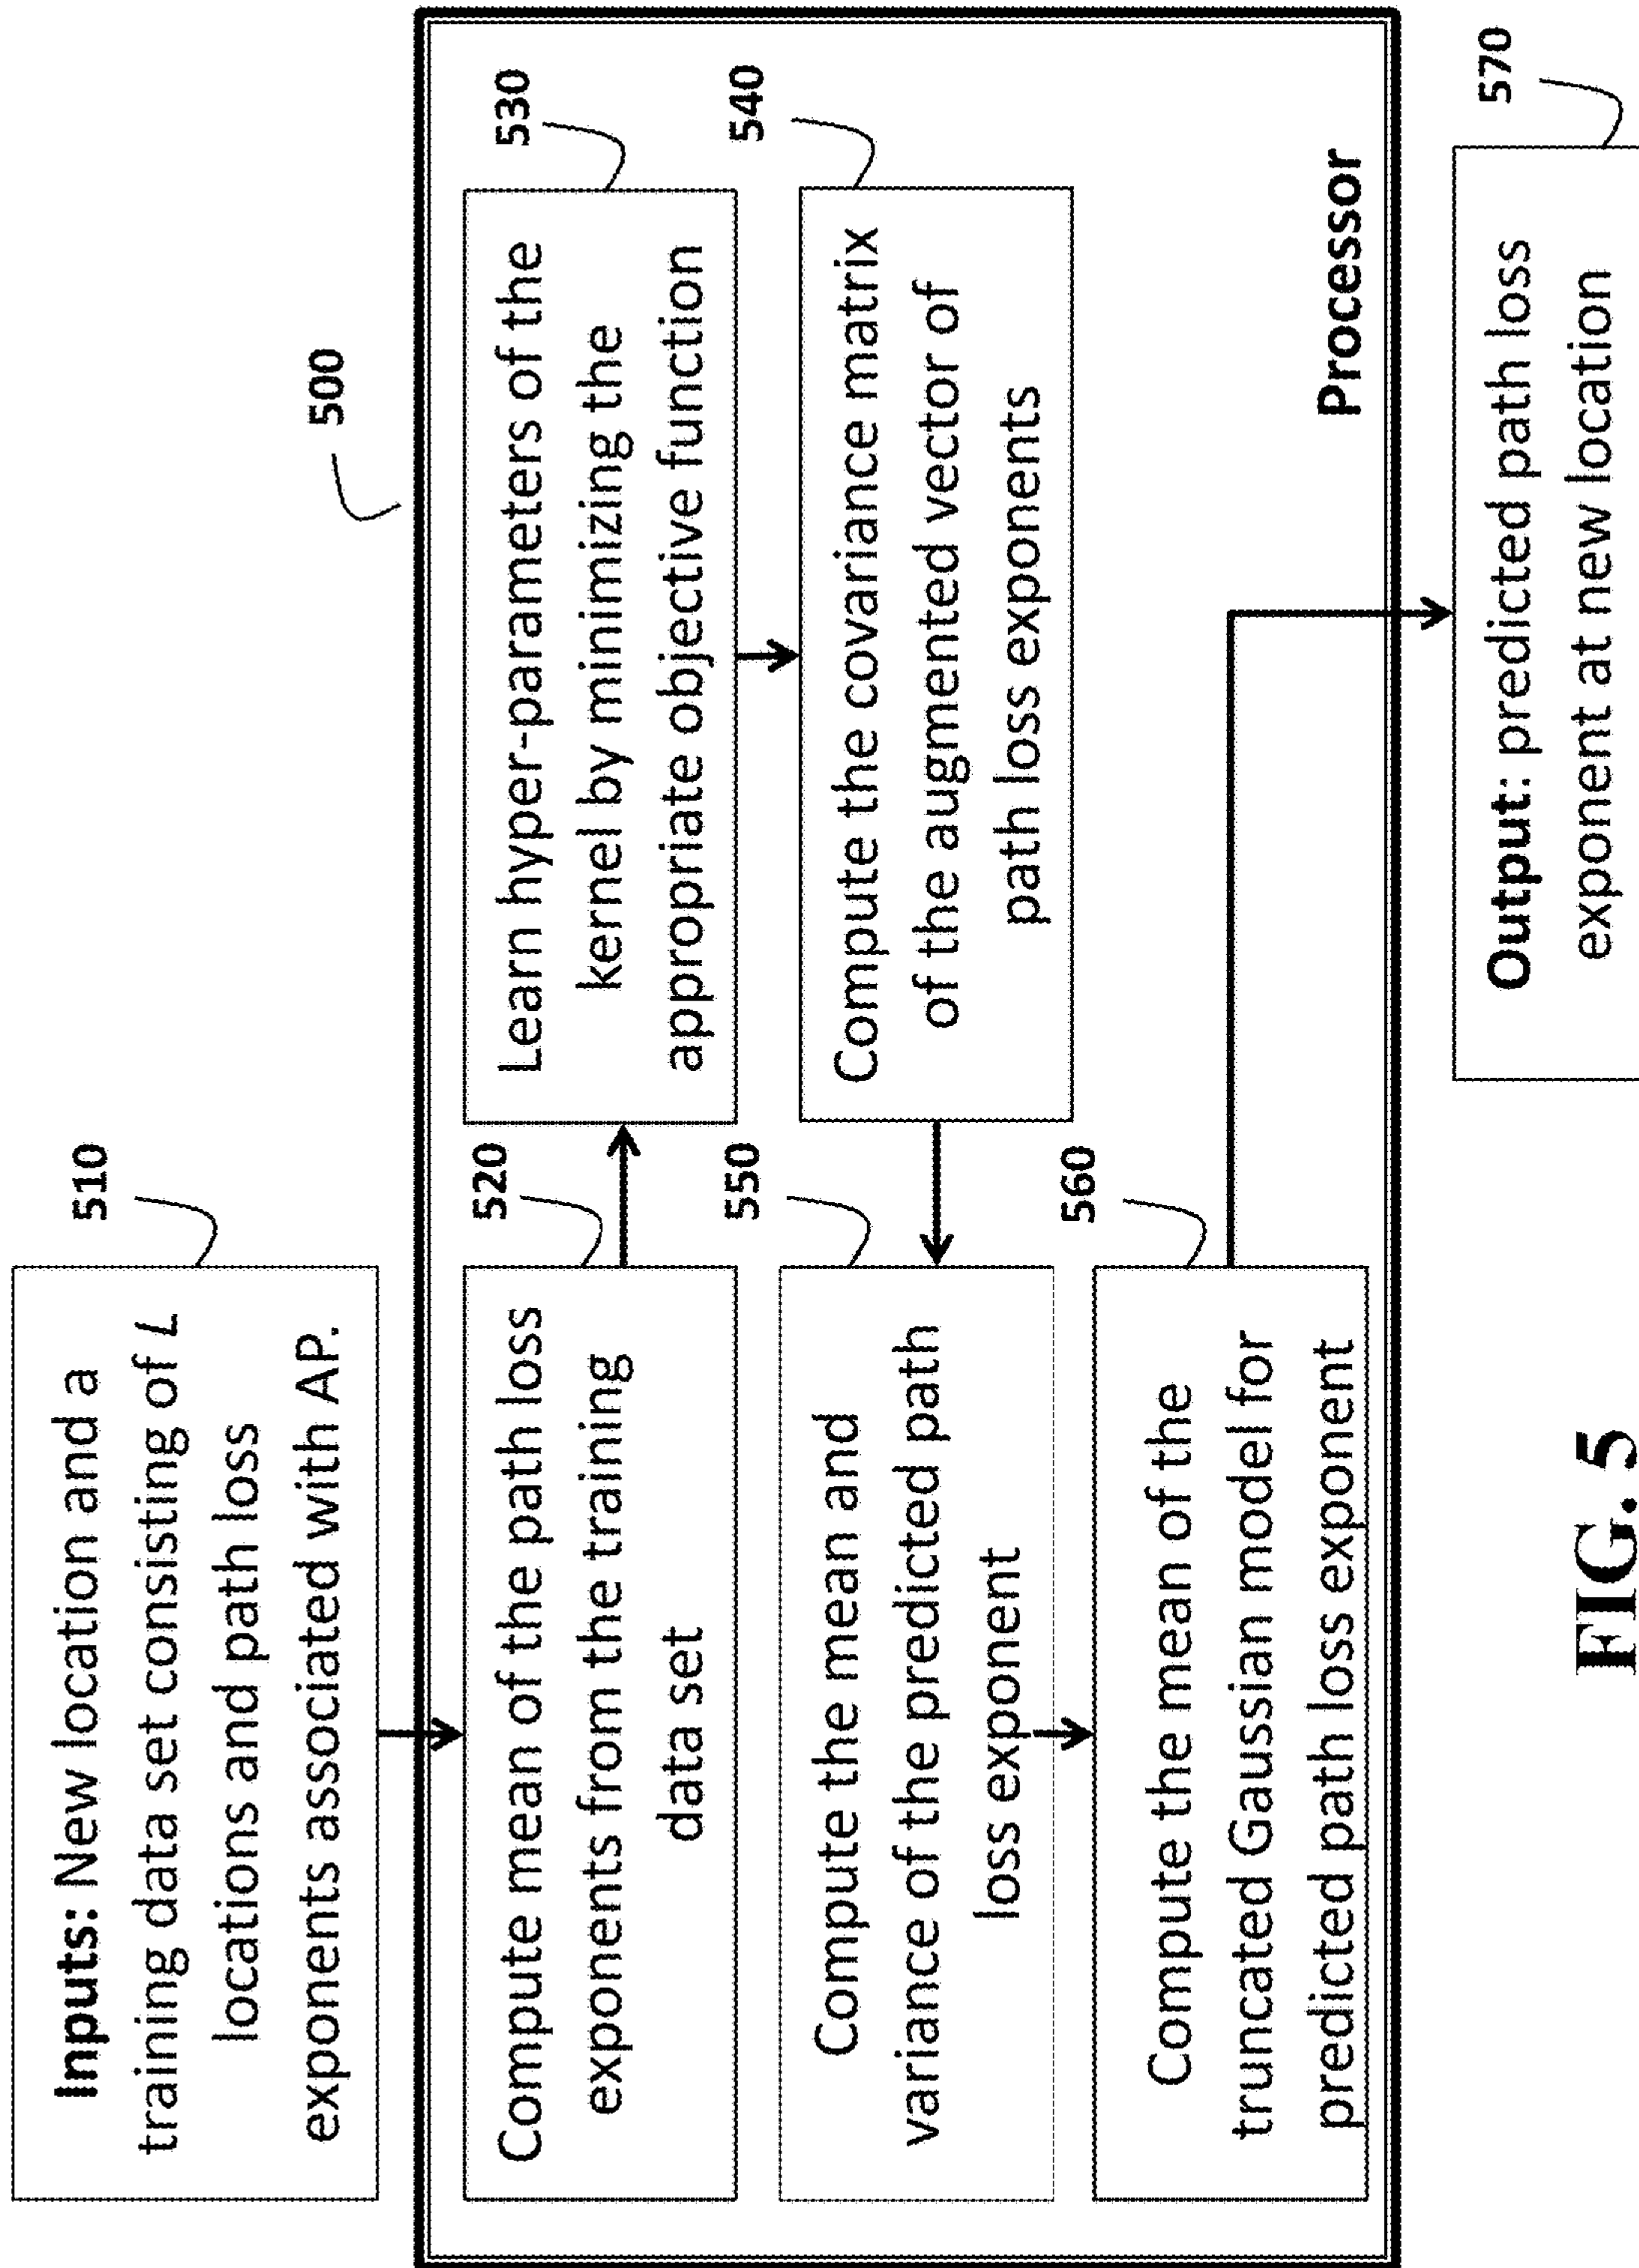 510
Inputs: New location and a
training data set consisting of L
locations and path loss
exponents associated with AP.
500
520
Compute mean of the path loss
exponents from the training
data set
530
Learn hyper-parameters of the
kernel by minimizing the
appropriate objective function
540
Compute the covariance matrix
of the augmented vector of
path loss exponents
550
Compute the mean and
variance of the predicted path
loss exponent
560
Compute the mean of the
truncated Gaussian model for
predicted path loss exponent
Processor
570
Output: predicted path loss
exponent at new location
FIG. 5